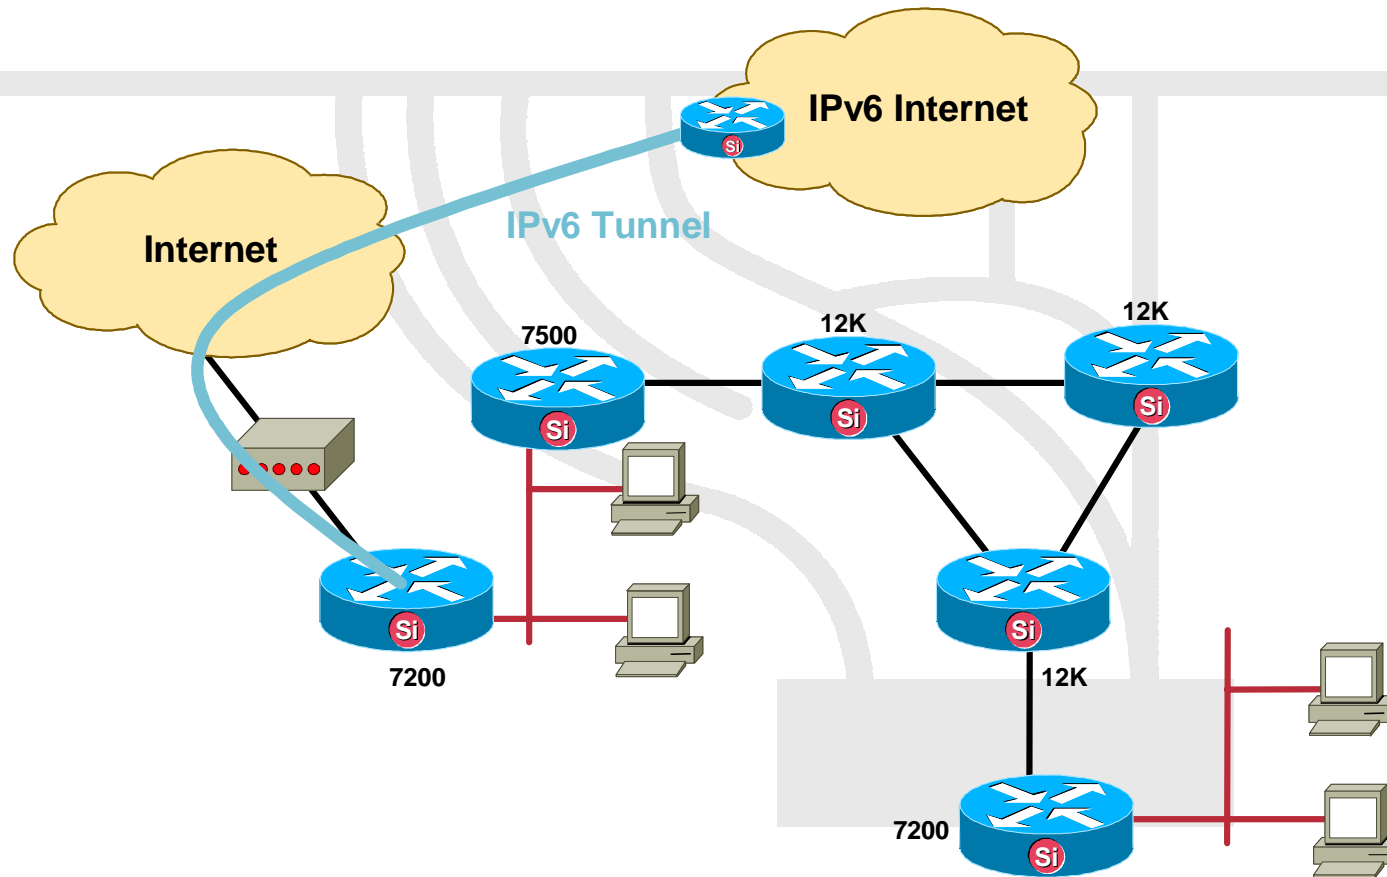 IPv6 Internet
Si
IPv6 Tunnel
Internet
12K
12K
7500
Si
Si
Si
Si
Si
7200
12K
7200
Si